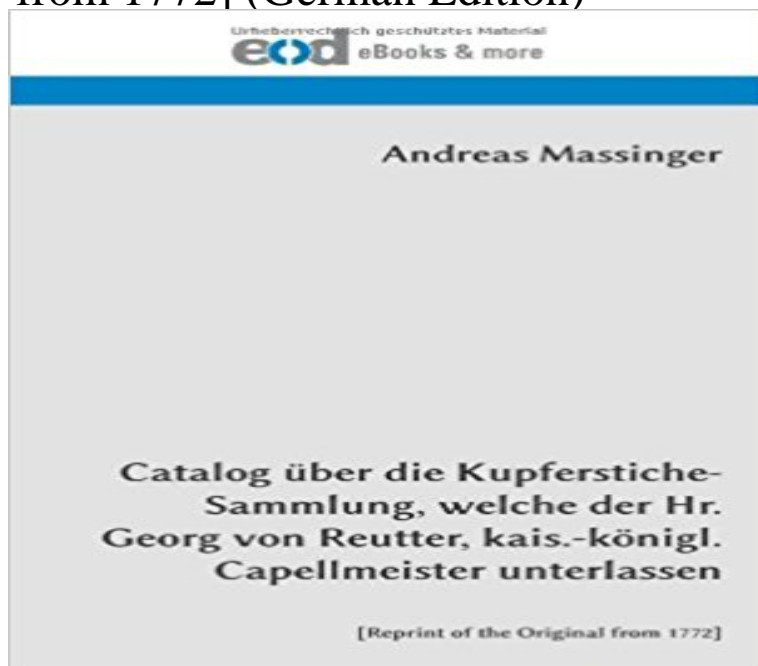 from 1772] (German Edition)
Urheberrechtlich geschütztes Material
eod eBooks & more
Andreas Massinger
Catalog über die Kupferstiche-
Sammlung, welche der Hr.
Georg von Reutter, kais.-königl.
Capellmeister unterlassen
[Reprint of the Original from 1772]